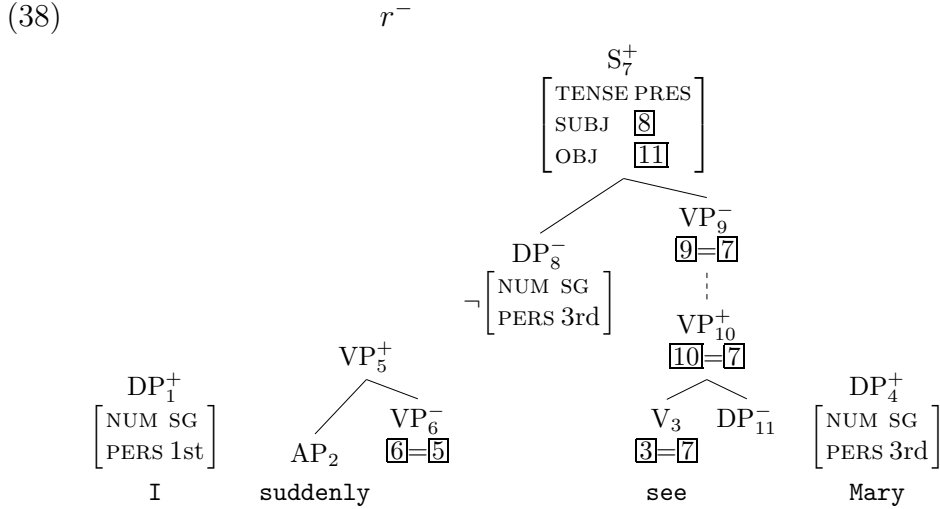 (38) r⁻
S₇⁺
[TENSE PRES
SUBJ 8
OBJ 11]
VP₉⁻
9=7
DP₈⁻
¬[NUM SG
PERS 3rd]
VP₁₀⁺
10=7
VP₅⁺
DP₁⁺ DP₄⁺
[NUM SG
PERS 1st]
AP₂
VP₆⁻
6=5
V₃ DP₁₁⁻
3=7
[NUM SG
PERS 3rd]
I suddenly see Mary